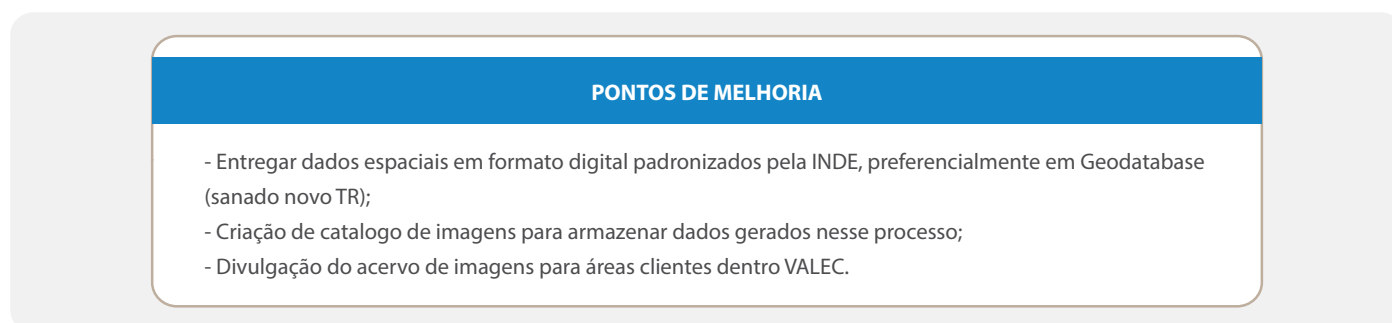 PONTOS DE MELHORIA
- Entregar dados espaciais em formato digital padronizados pela INDE, preferencialmente em Geodatabase
(sanado novo TR);
- Criação de catalogo de imagens para armazenar dados gerados nesse processo;
- Divulgação do acervo de imagens para áreas clientes dentro VALEC.